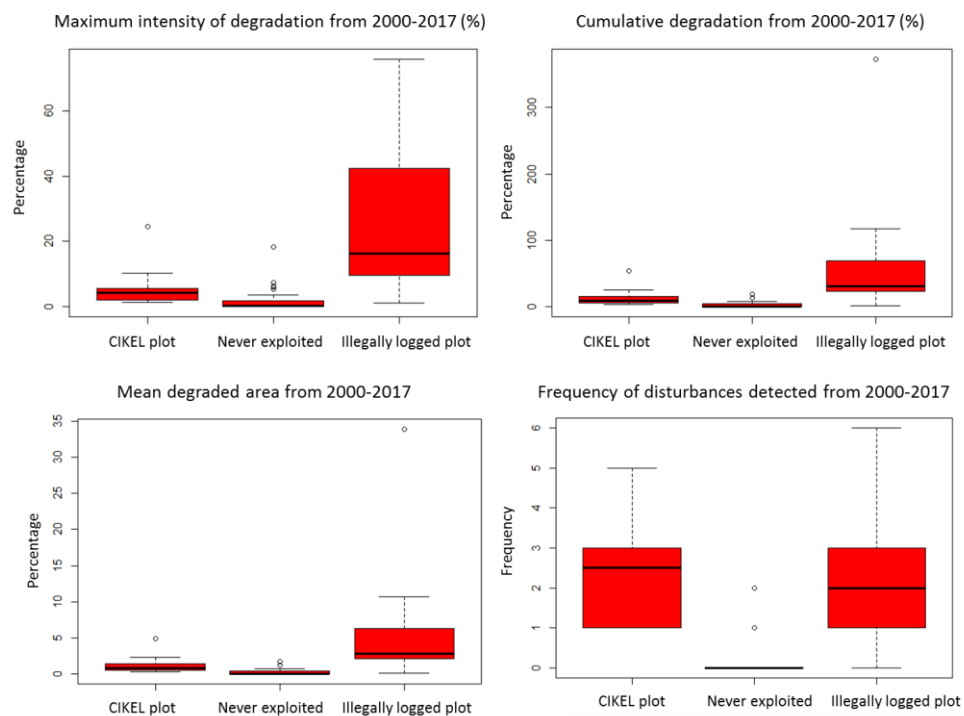 Maximum intensity of degradation from 2000-2017 (%)
Percentage
60
40
20
0
CIKEL plot Never exploited Illegally logged plot
Cumulative degradation from 2000-2017 (%)
Percentage
300
200
100
0
CIKEL plot Never exploited Illegally logged plot
Mean degraded area from 2000-2017
Percentage
35
30
25
20
15
10
5
0
CIKEL plot Never exploited Illegally logged plot
Frequency of disturbances detected from 2000-2017
Frequency
6
5
4
3
2
1
0
CIKEL plot Never exploited Illegally logged plot